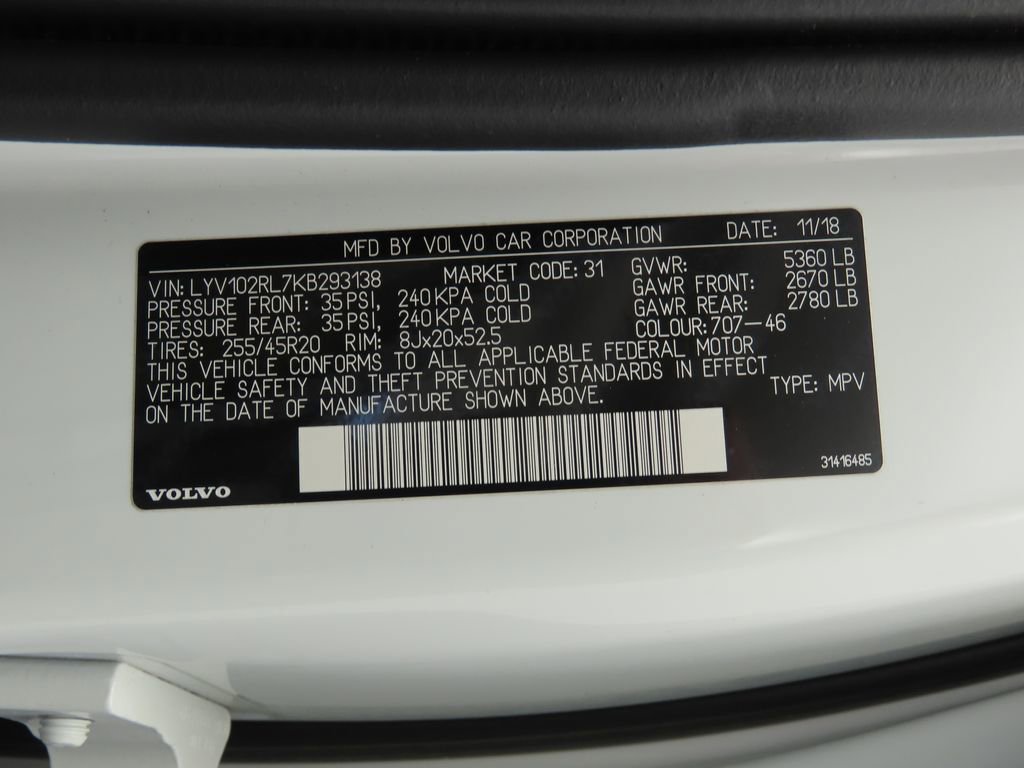 MFD BY VOLVO CAR CORPORATION DATE: 11/18
VIN: LYV102RL7KB293138 MARKET CODE: 31 GVWR: 5360 LB
PRESSURE FRONT: 35 PSI, 240 KPA COLD GAWR FRONT: 2670 LB
PRESSURE REAR: 35 PSI, 240 KPA COLD GAWR REAR: 2780 LB
TIRES: 255/45R20 RIM: 8Jx20x52.5 COLOUR: 707-46
THIS VEHICLE CONFORMS TO ALL APPLICABLE FEDERAL MOTOR
VEHICLE SAFETY AND THEFT PREVENTION STANDARDS IN EFFECT
ON THE DATE OF MANUFACTURE SHOWN ABOVE. TYPE: MPV
VOLVO 31416485